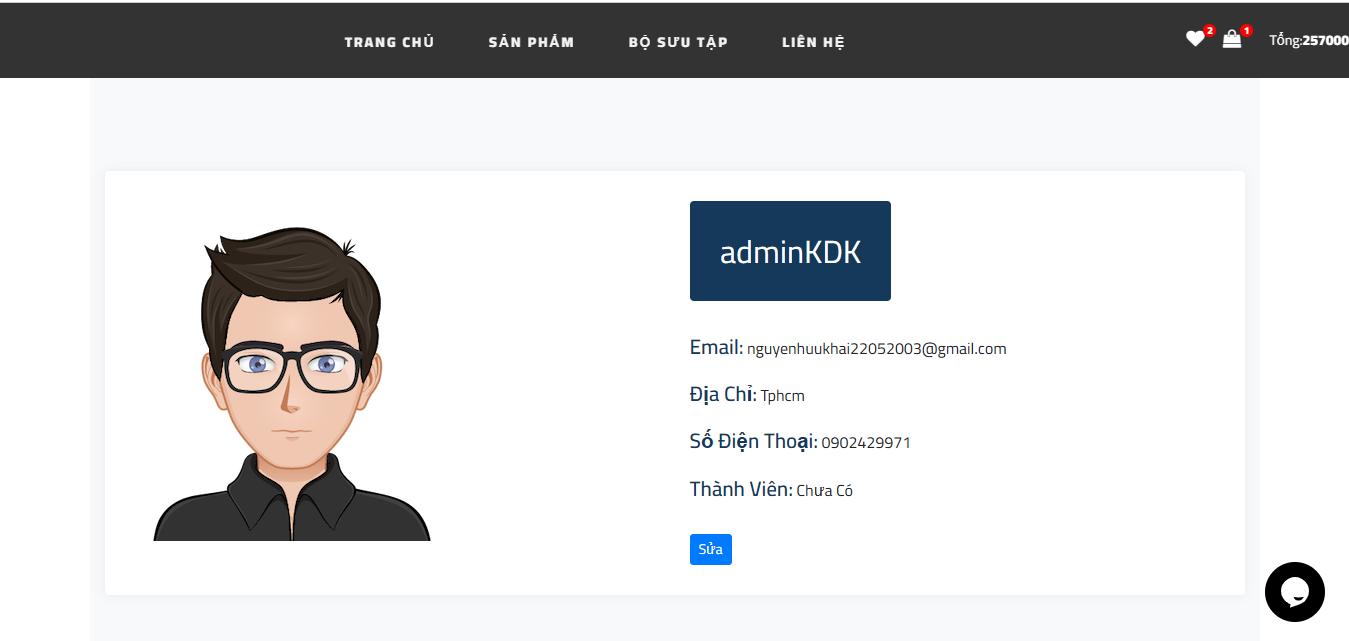 TRANG CHỦ SẢN PHẨM BỘ SƯU TẬP LIÊN HỆ 2 1 Tổng:257000
adminKDK
Email: nguyenhuukhai22052003@gmail.com
Địa Chỉ: Tphcm
Số Điện Thoại: 0902429971
Thành Viên: Chưa Có
Sửa